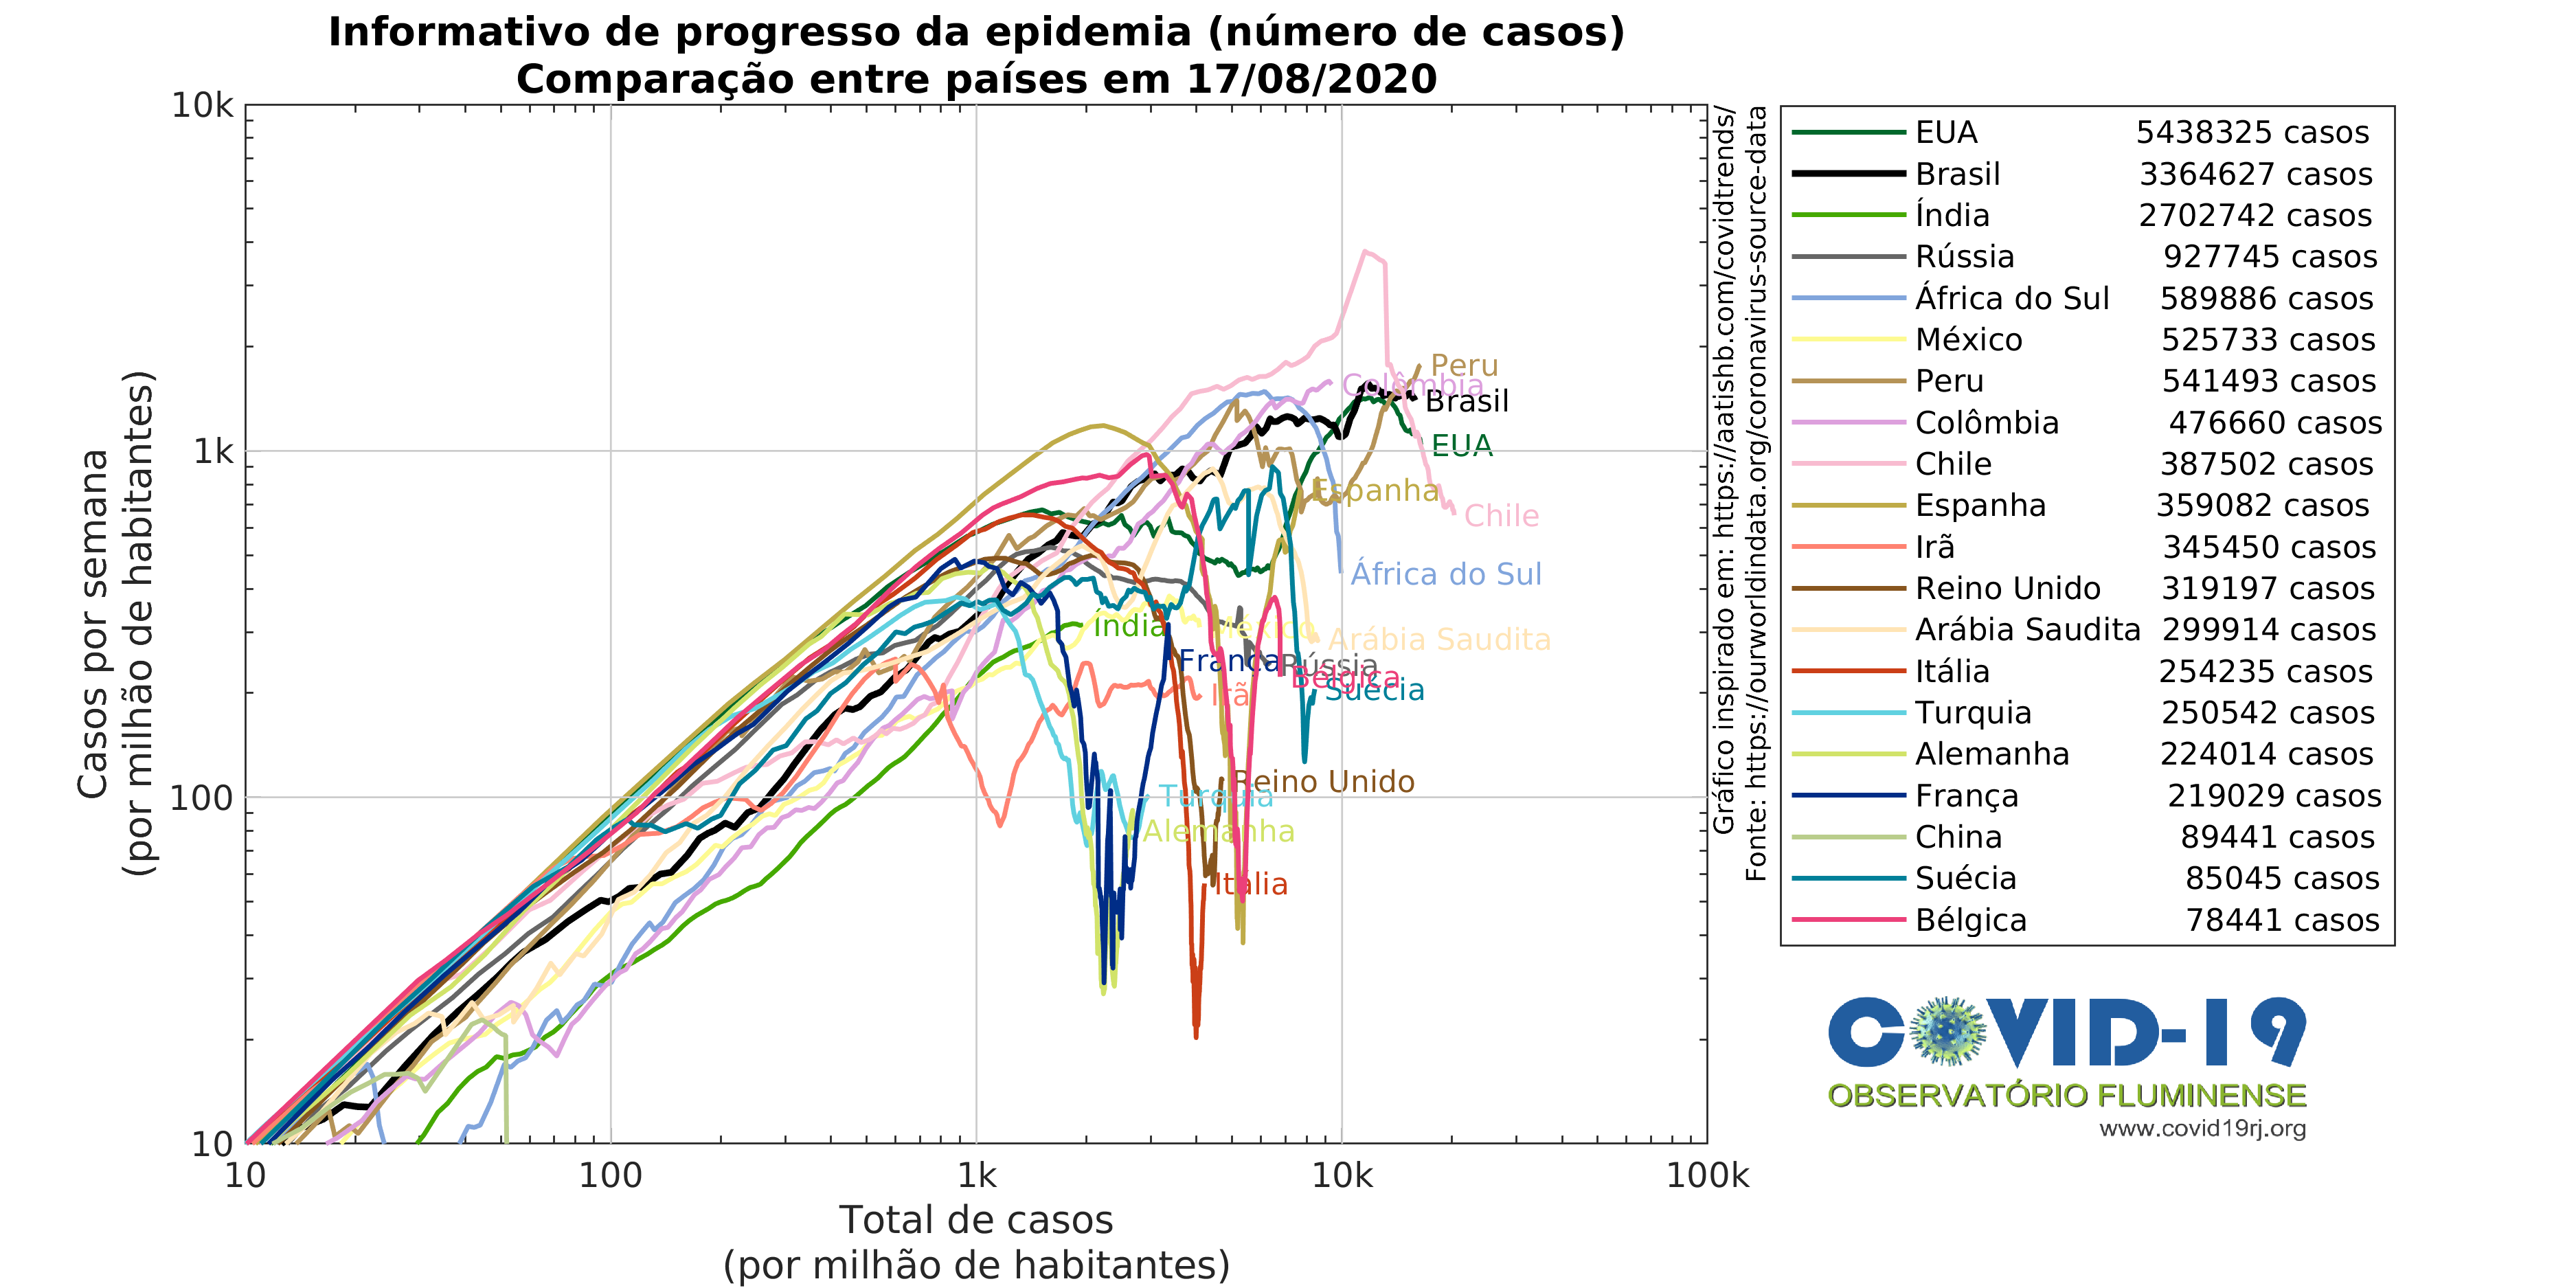 Informativo de progresso da epidemia (número de casos)
Comparação entre países em 17/08/2020
Casos por semana
(por milhão de habitantes)
10k
1k
100
10
10
100
1k
10k
100k
Total de casos
(por milhão de habitantes)
Peru
Colômbia
Brasil
EUA
Espanha
Chile
África do Sul
Índia
México
Arábia Saudita
França
Rússia
Bélgica
Suécia
Irã
Reino Unido
Turquia
Alemanha
Itália
Gráfico inspirado em: https://aatishb.com/covidtrends/
Fonte: https://ourworldindata.org/coronavirus-source-data
EUA 5438325 casos
Brasil 3364627 casos
Índia 2702742 casos
Rússia 927745 casos
África do Sul 589886 casos
México 525733 casos
Peru 541493 casos
Colômbia 476660 casos
Chile 387502 casos
Espanha 359082 casos
Irã 345450 casos
Reino Unido 319197 casos
Arábia Saudita 299914 casos
Itália 254235 casos
Turquia 250542 casos
Alemanha 224014 casos
França 219029 casos
China 89441 casos
Suécia 85045 casos
Bélgica 78441 casos
COVID-19
OBSERVATÓRIO FLUMINENSE
www.covid19rj.org